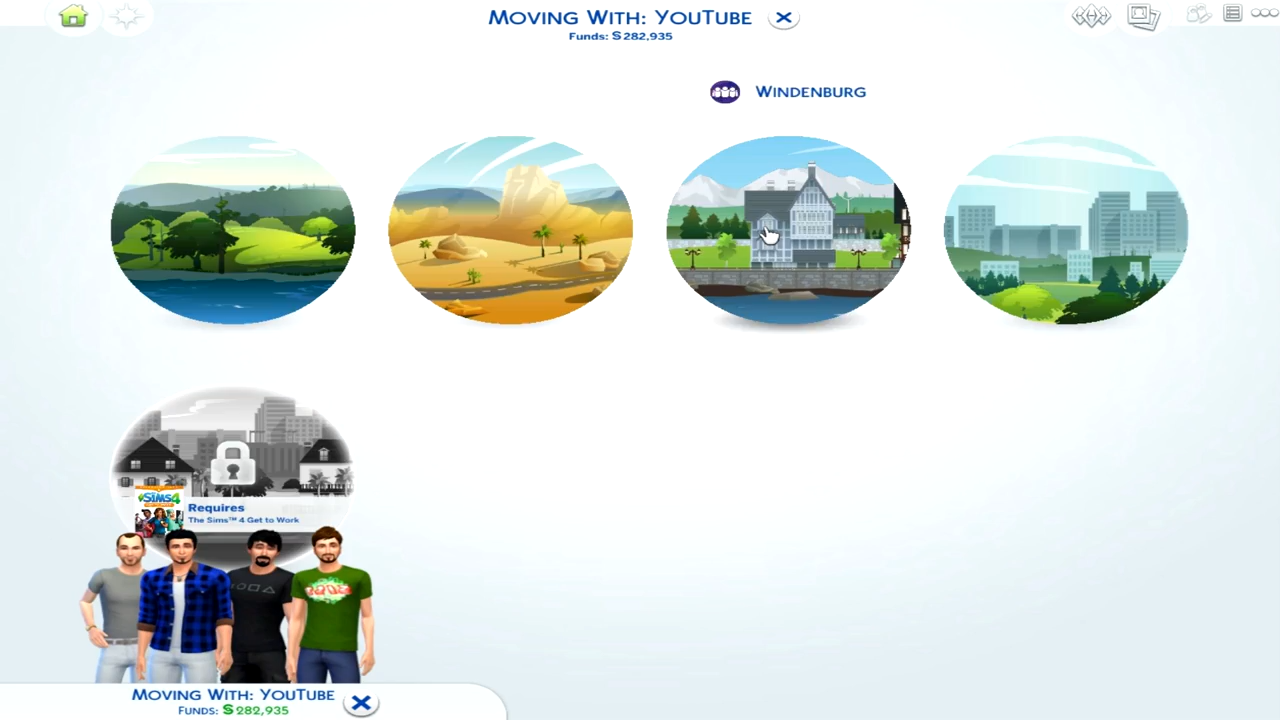 MOVING WITH: YOUTUBE
Funds: §282,935
WINDENBURG
SIMS4
Requires
The Sims™ 4 Get to Work
MOVING WITH: YOUTUBE
FUNDS: §282,935